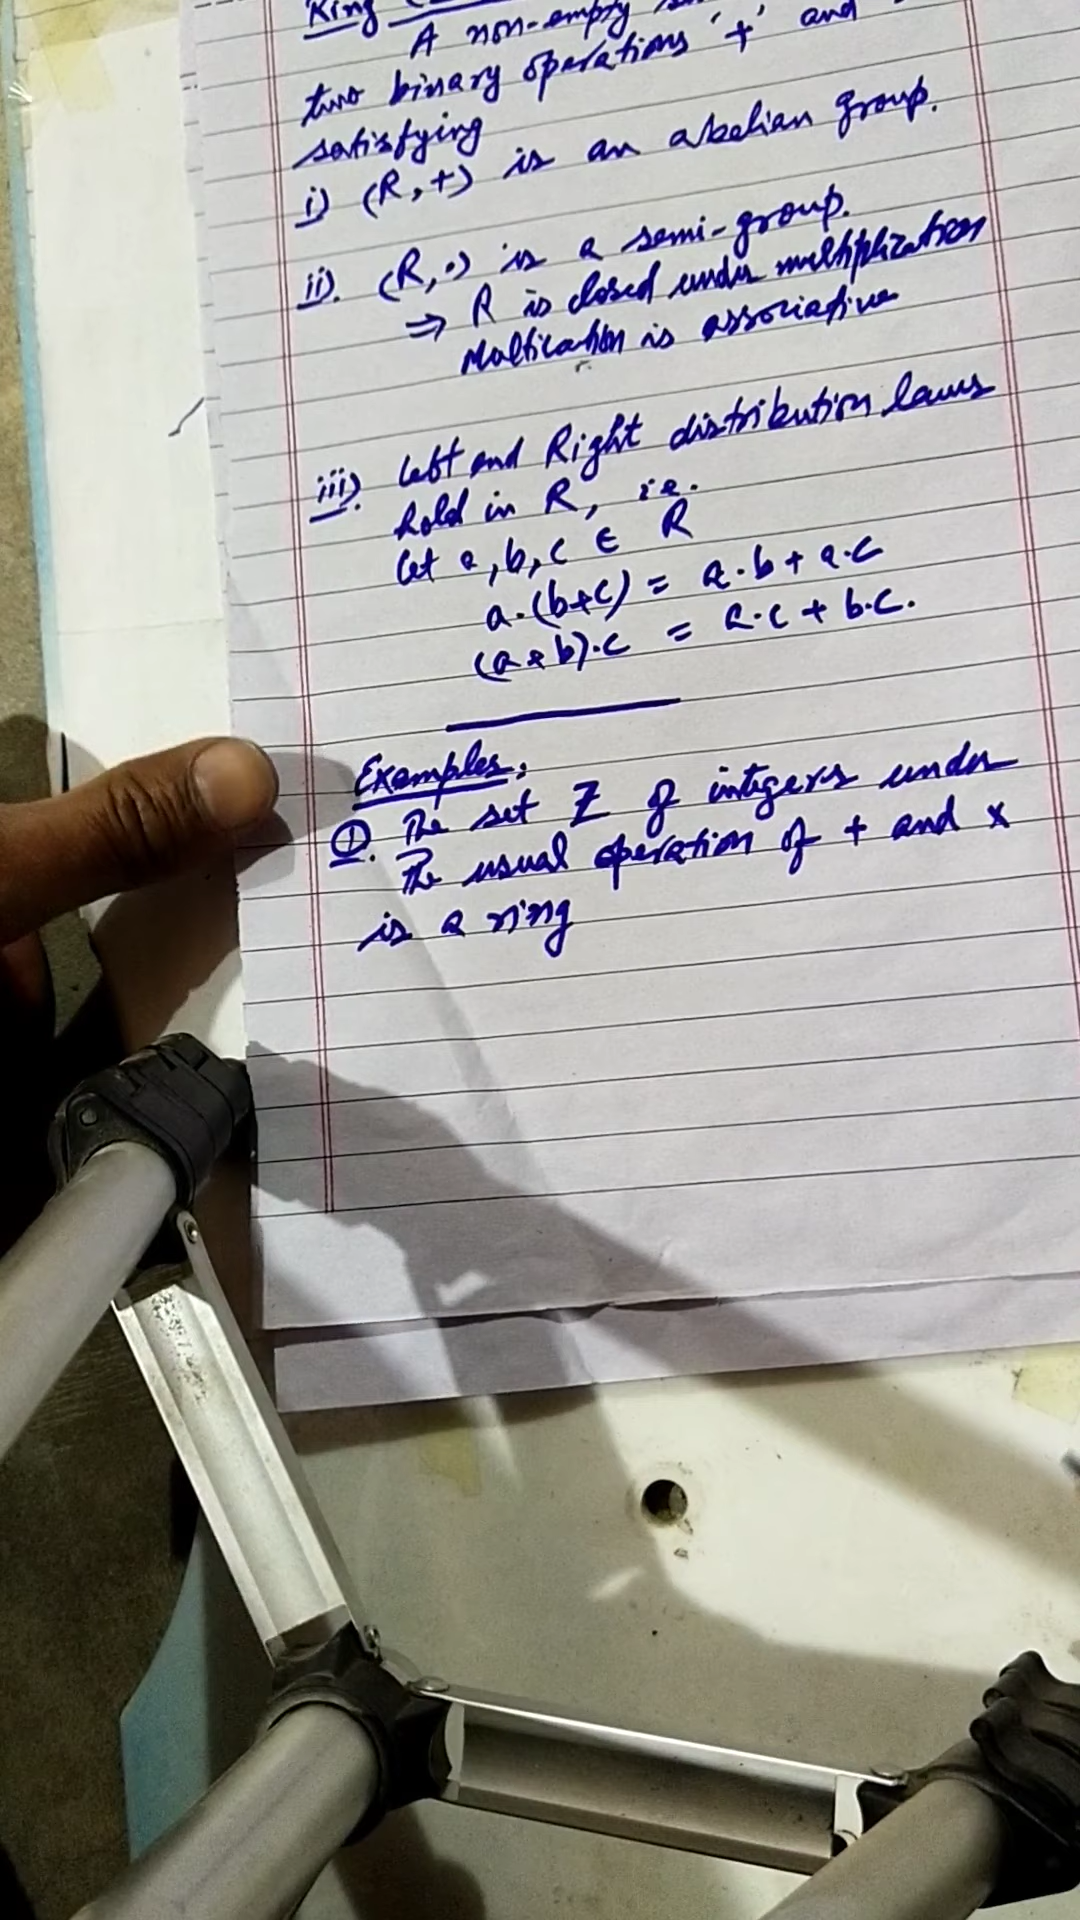 Ring
A non-empty
two binary operations '+' and
satisfying
i) (R, +) is an abelian group.
ii). (R, •) is a semi-group.
⇒ R is closed under multiplication
Maltication is associative
iii). Left and Right distribution laws
hold in R, i.e.
let a, b, c ∈ R
a.(b+c) = a.b + a.c
(a+b).c = a.c + b.c.
Examples,
①. The set Z of integers under
The usual operation of + and x
is a ring